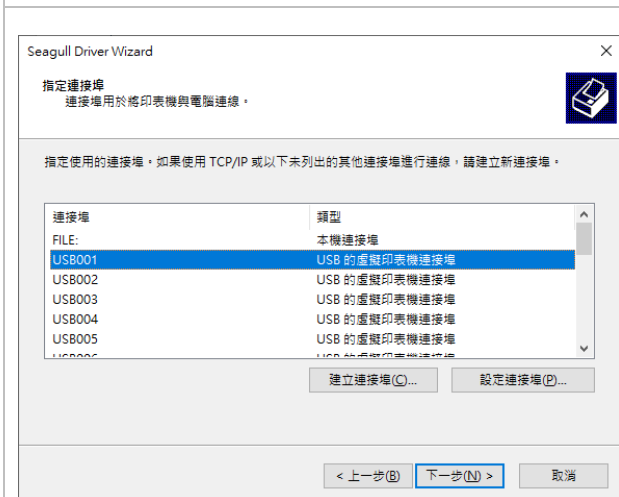 Seagull Driver Wizard
指定連接埠
連接埠用於將印表機與電腦連線。
指定使用的連接埠。如果使用 TCP/IP 或以下未列出的其他連接埠進行連線，請建立新連接埠。
連接埠 類型
FILE: 本機連接埠
USB001 USB 的虛擬印表機連接埠
USB002 USB 的虛擬印表機連接埠
USB003 USB 的虛擬印表機連接埠
USB004 USB 的虛擬印表機連接埠
USB005 USB 的虛擬印表機連接埠
建立連接埠(C)... 設定連接埠(P)...
< 上一步(B) 下一步(N) > 取消